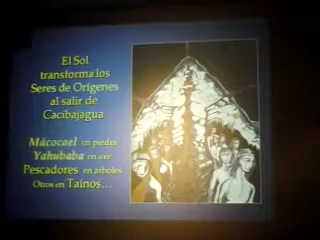 El Sol
transforma los
Seres de Orígenes
al salir de
Cacibajagua
Mácocael en piedra
Yahubaba en ave
Pescadores en árboles
Otros en Taínos...